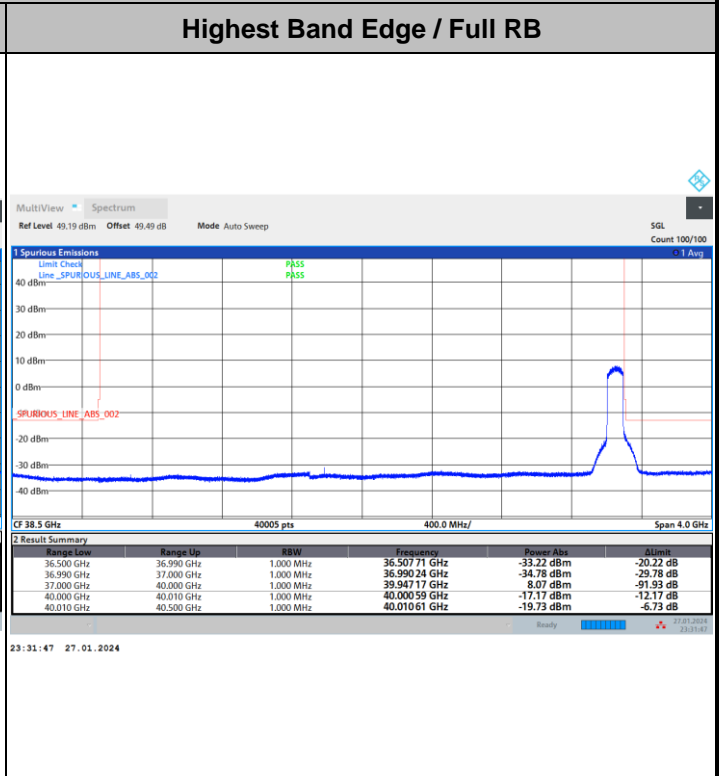 Highest Band Edge / Full RB
MultiView Spectrum
Ref Level 49.19 dBm Offset 49.49 dB Mode Auto Sweep SGL
Count 100/100
1 Spurious Emissions 1 Avg
Limit Check PASS
Line _SPURIOUS_LINE_ABS_002 PASS
40 dBm
30 dBm
20 dBm
10 dBm
0 dBm
_SPURIOUS_LINE_ABS_002
-20 dBm
-30 dBm
-40 dBm
CF 38.5 GHz 40005 pts 400.0 MHz/ Span 4.0 GHz
2 Result Summary
Range Low Range Up RBW Frequency Power Abs ΔLimit
36.500 GHz 36.990 GHz 1.000 MHz 36.507 71 GHz -33.22 dBm -20.22 dB
36.990 GHz 37.000 GHz 1.000 MHz 36.990 24 GHz -34.78 dBm -29.78 dB
37.000 GHz 40.000 GHz 1.000 MHz 39.947 17 GHz 8.07 dBm -91.93 dB
40.000 GHz 40.010 GHz 1.000 MHz 40.000 59 GHz -17.17 dBm -12.17 dB
40.010 GHz 40.500 GHz 1.000 MHz 40.010 61 GHz -19.73 dBm -6.73 dB
Ready 27.01.2024
23:31:47
23:31:47 27.01.2024